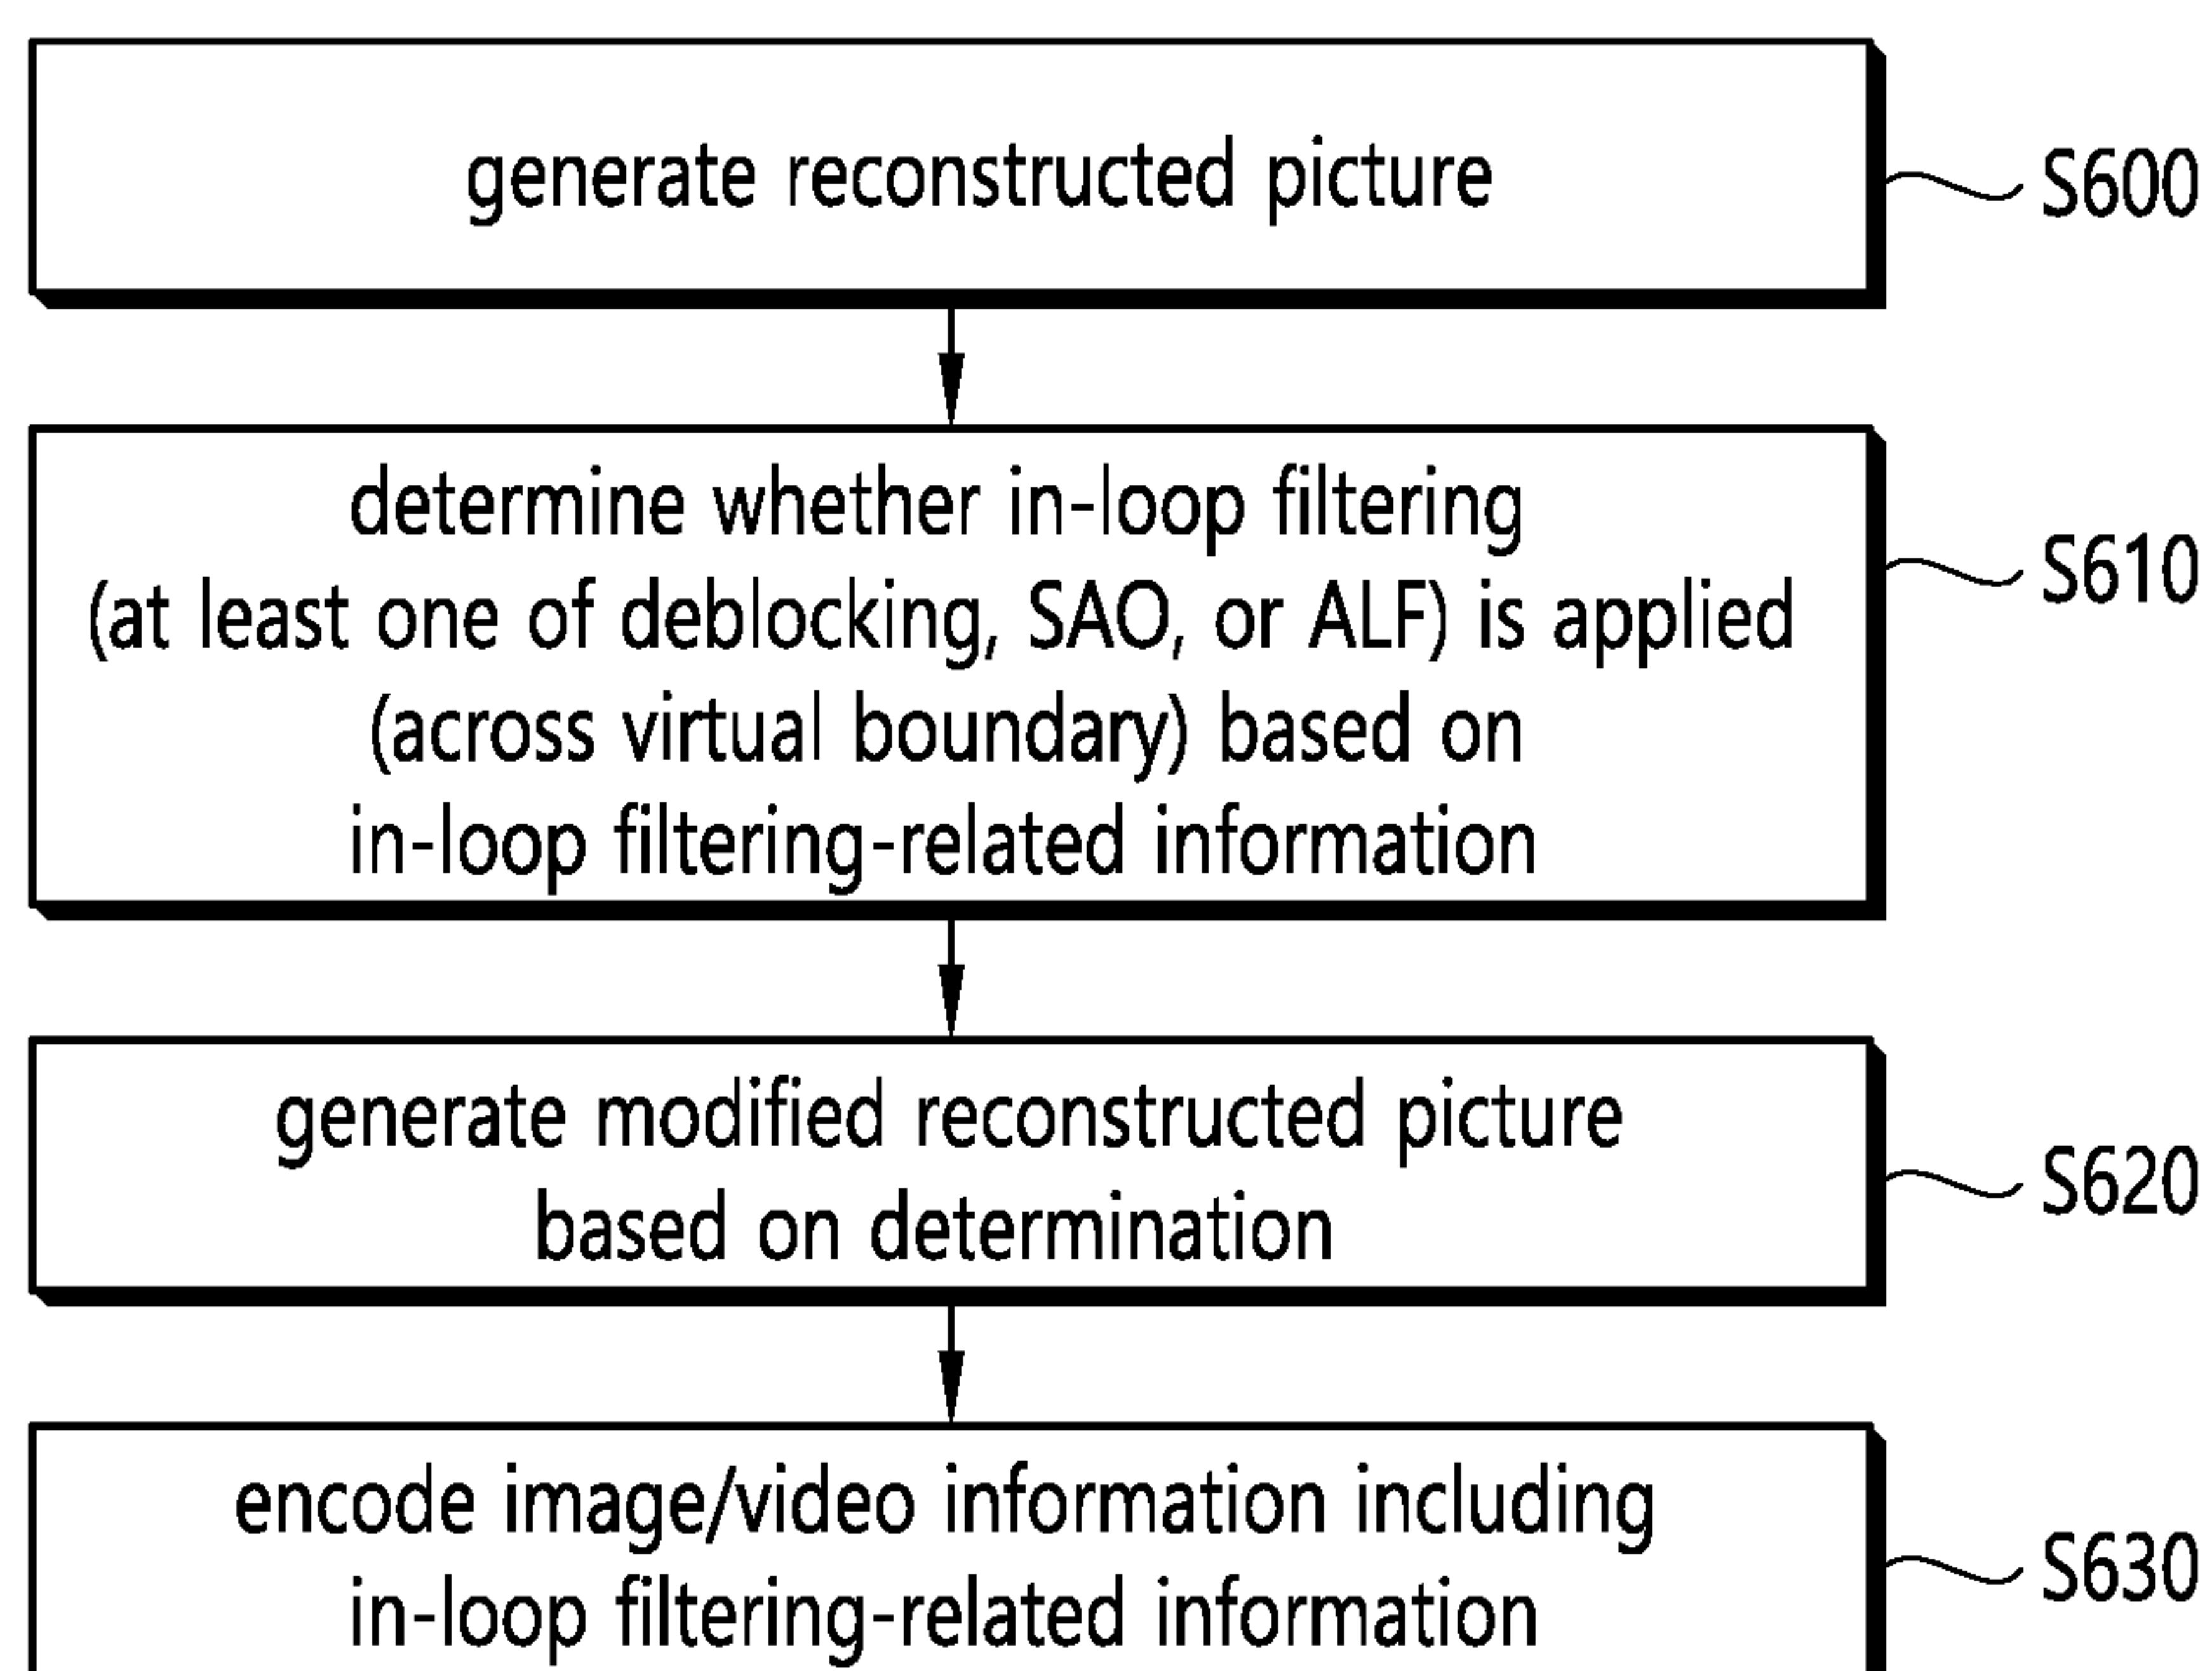 generate reconstructed picture
S600
determine whether in-loop filtering
(at least one of deblocking, SAO, or ALF) is applied
(across virtual boundary) based on
in-loop filtering-related information
S610
generate modified reconstructed picture
based on determination
S620
encode image/video information including
in-loop filtering-related information
S630